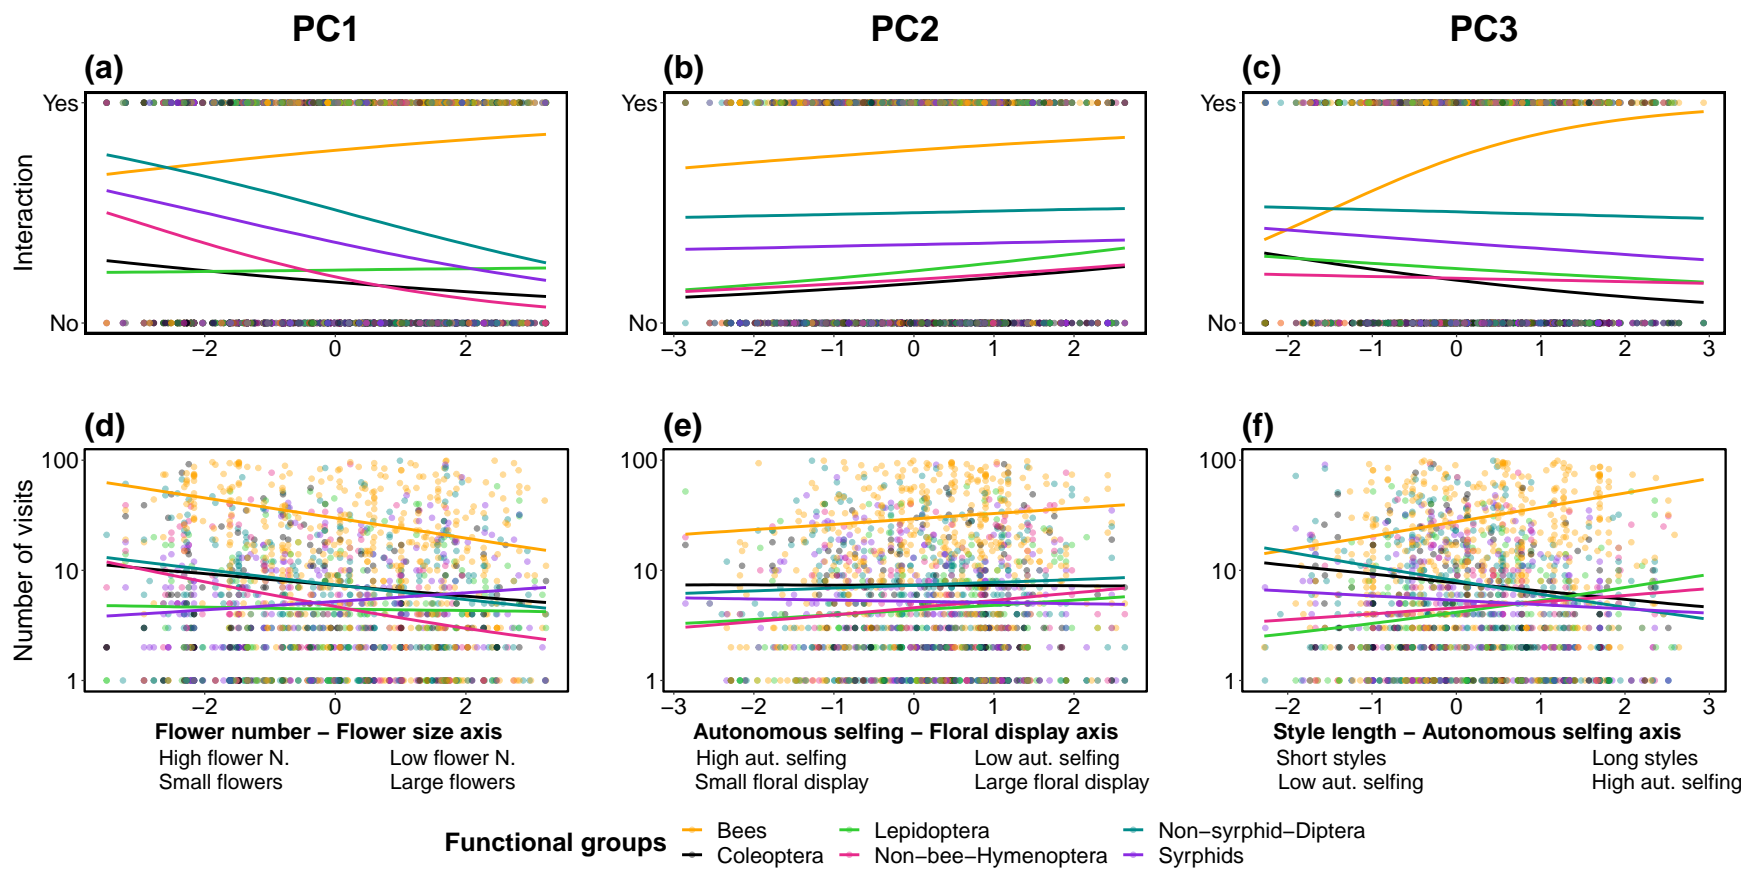 PC1
PC2
PC3
(a)
(b)
(c)
Interaction
Yes
No
−2
0
2
Yes
No
−3
−2
−1
0
1
2
Yes
No
−2
−1
0
1
2
3
(d)
(e)
(f)
Number of visits
100
10
1
−2
0
2
100
10
1
−3
−2
−1
0
1
2
100
10
1
−2
−1
0
1
2
3
Flower number − Flower size axis
High flower N.
Low flower N.
Small flowers
Large flowers
Autonomous selfing − Floral display axis
High aut. selfing
Low aut. selfing
Small floral display
Large floral display
Style length − Autonomous selfing axis
Short styles
Long styles
Low aut. selfing
High aut. selfing
Functional groups
Bees
Lepidoptera
Non−syrphid−Diptera
Coleoptera
Non−bee−Hymenoptera
Syrphids